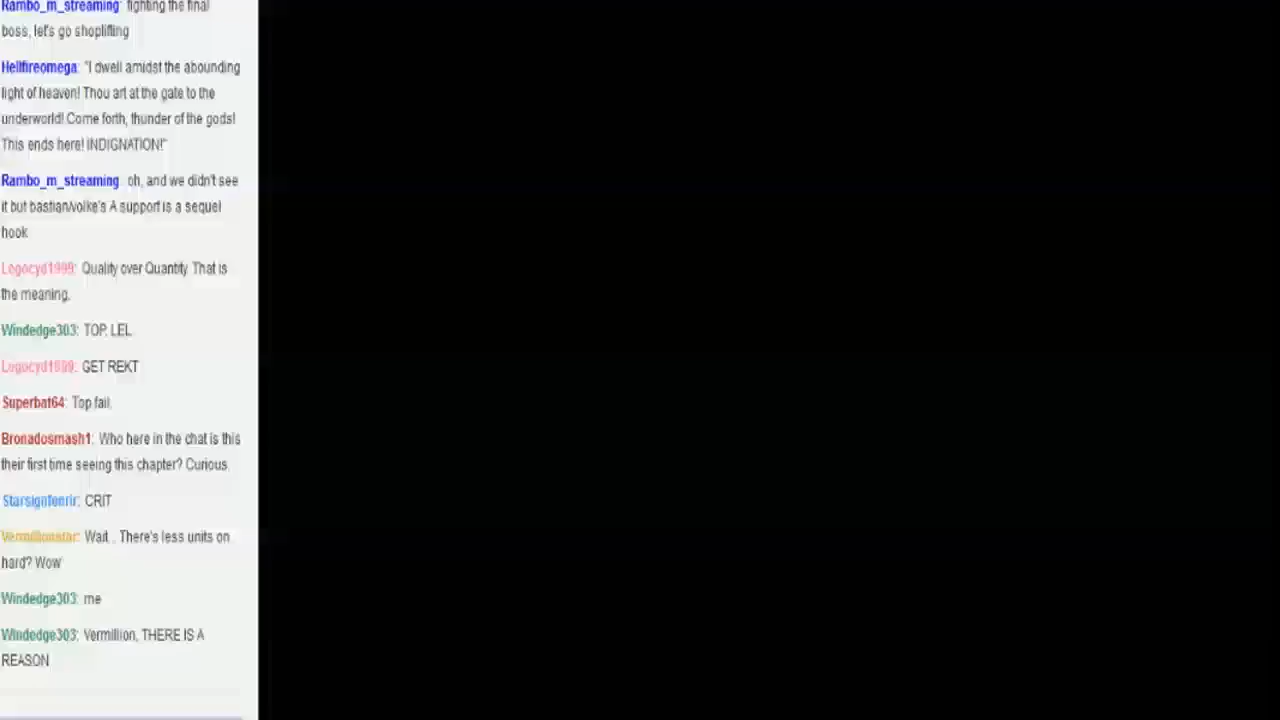 Rambo_m_streaming: fighting the final
boss, let's go shoplifting
Hellfireomega: "I dwell amidst the abounding
light of heaven! Thou art at the gate to the
underworld! Come forth, thunder of the gods!
This ends here! INDIGNATION!"
Rambo_m_streaming: oh, and we didn't see
it but bastian/volke's A support is a sequel
hook
Legocyd1999: Quality over Quantity. That is
the meaning.
Windedge303: TOP. LEL
Legocyd1999: GET REKT
Superbat64: Top fail.
Bronadosmash1: Who here in the chat is this
their first time seeing this chapter? Curious.
Starsignfenrir: CRIT
Vermillionstar: Wait... There's less units on
hard? Wow
Windedge303: me
Windedge303: Vermillion, THERE IS A
REASON